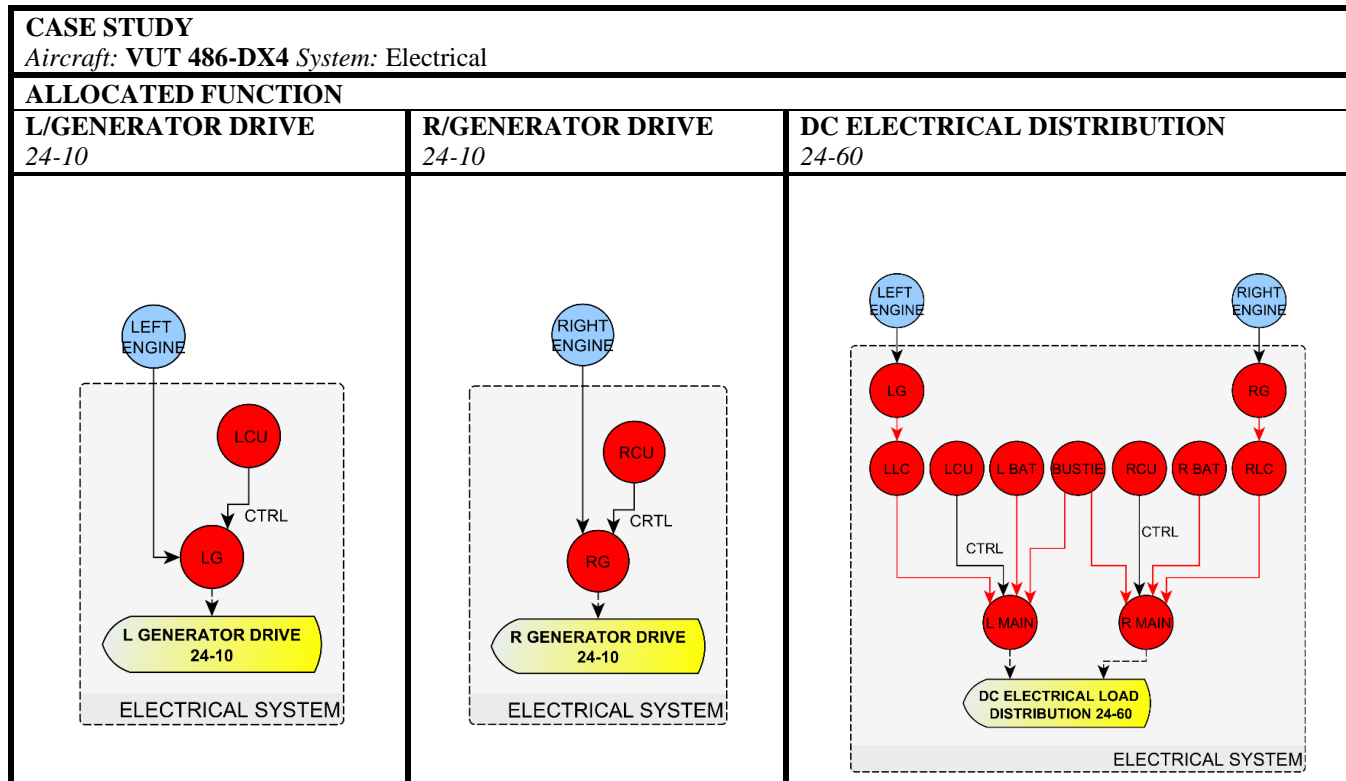 CASE STUDY
Aircraft: VUT 486-DX4 System: Electrical
ALLOCATED FUNCTION
L/GENERATOR DRIVE
24-10
R/GENERATOR DRIVE
24-10
DC ELECTRICAL DISTRIBUTION
24-60
LEFT
ENGINE
LCU
CTRL
LG
L GENERATOR DRIVE
24-10
ELECTRICAL SYSTEM
RIGHT
ENGINE
RCU
CRTL
RG
R GENERATOR DRIVE
24-10
ELECTRICAL SYSTEM
LEFT
ENGINE
RIGHT
ENGINE
LG
RG
LLC
LCU
L BAT
BUSTIE
RCU
R BAT
RLC
CTRL
CTRL
L MAIN
R MAIN
DC ELECTRICAL LOAD
DISTRIBUTION 24-60
ELECTRICAL SYSTEM